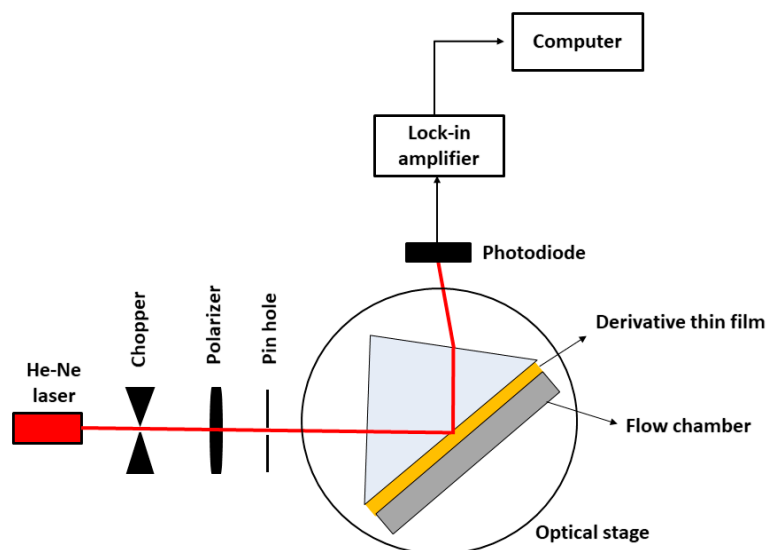 Computer
Lock-in
amplifier
Photodiode
Derivative thin film
Chopper
Polarizer
Pin hole
He-Ne
laser
Flow chamber
Optical stage